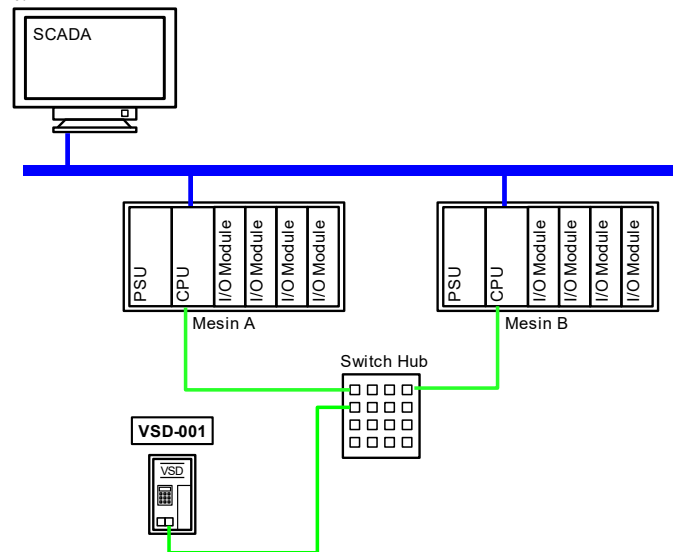 SCADA
PSU
CPU
I/O Module
I/O Module
I/O Module
I/O Module
Mesin A
PSU
CPU
I/O Module
I/O Module
I/O Module
I/O Module
Mesin B
Switch Hub
VSD-001
VSD